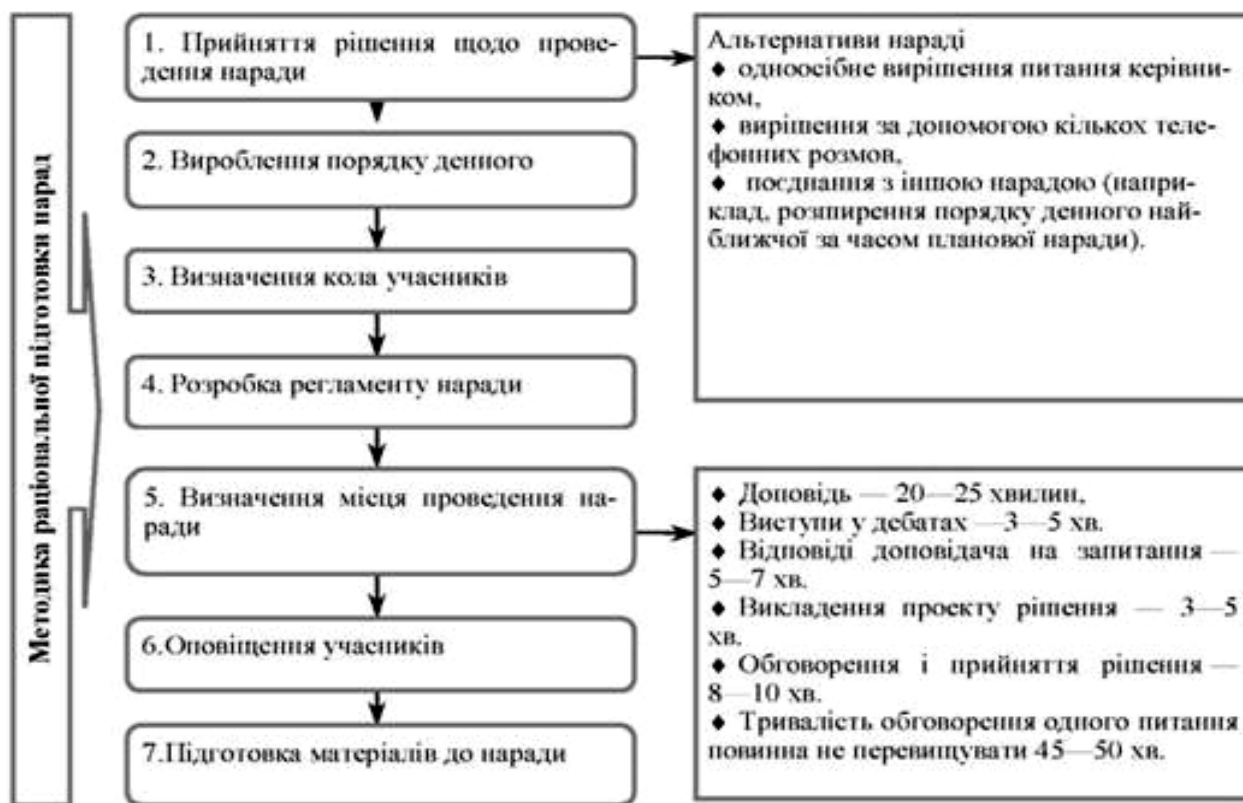 Методика раціональної підготовки нарад
1. Прийняття рішення щодо прове-
дення наради
2. Вироблення порядку денного
3. Визначення кола учасників
4. Розробка регламенту наради
5. Визначення місця проведення на-
ради
6.Оповіщення учасників
7.Підготовка матеріалів до наради
Альтернативи нараді
♦ одноосібне вирішення питання керівни-
ком,
♦ вирішення за допомогою кількох теле-
фонних розмов,
♦ поєднання з іншою нарадою (напри-
клад, розширення порядку денного най-
ближчої за часом планової наради).
♦ Доповідь — 20—25 хвилин,
♦ Виступи у дебатах —3—5 хв.
♦ Відповіді доповідача на запитання —
5—7 хв.
♦ Викладення проекту рішення — 3—5
хв.
♦ Обговорення і прийняття рішення —
8—10 хв.
♦ Тривалість обговорення одного питання
повинна не перевищувати 45—50 хв.